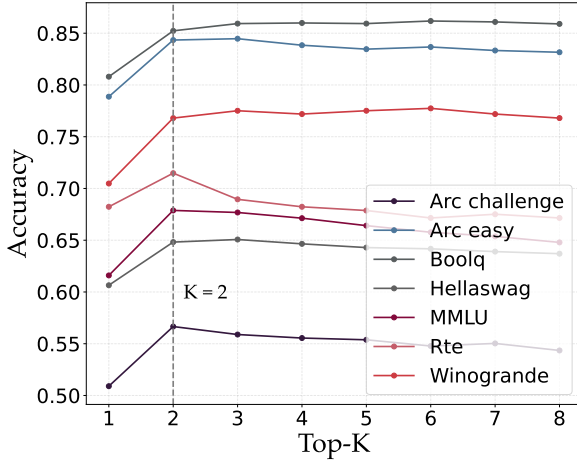 0.85
0.80
0.75
0.70
0.65
0.60
0.55
0.50
Accuracy
K = 2
Arc challenge
Arc easy
Boolq
Hellaswag
MMLU
Rte
Winogrande
1 2 3 4 5 6 7 8
Top-K